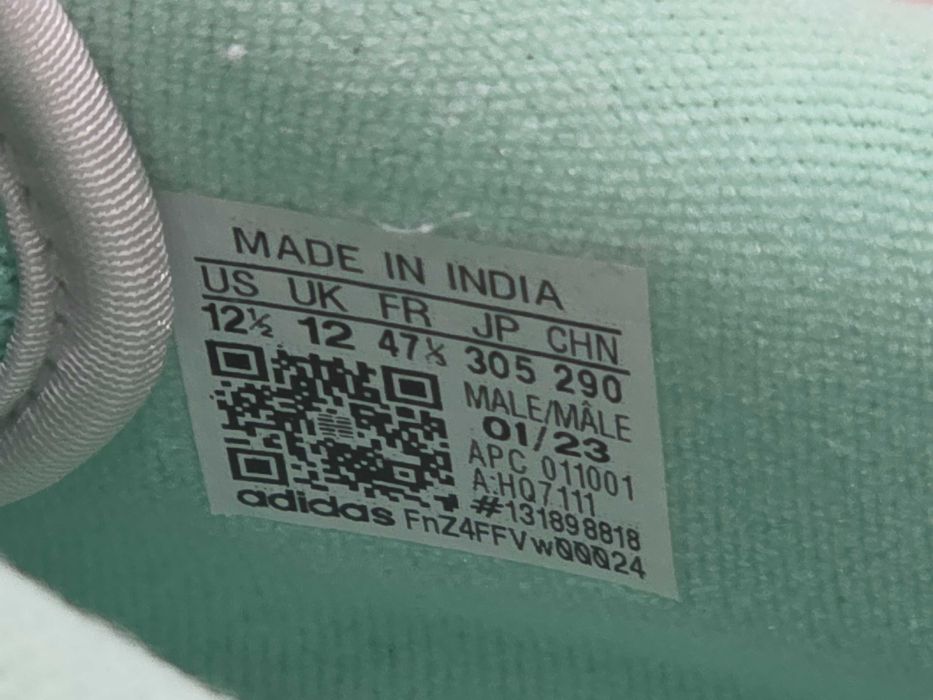 MADE IN INDIA
US UK FR JP CHN
12½ 12 47⅓ 305 290
MALE/MÂLE
01/23
APC 011001
A:HQ7111
#131898818
adidas FnZ4FFVw00024